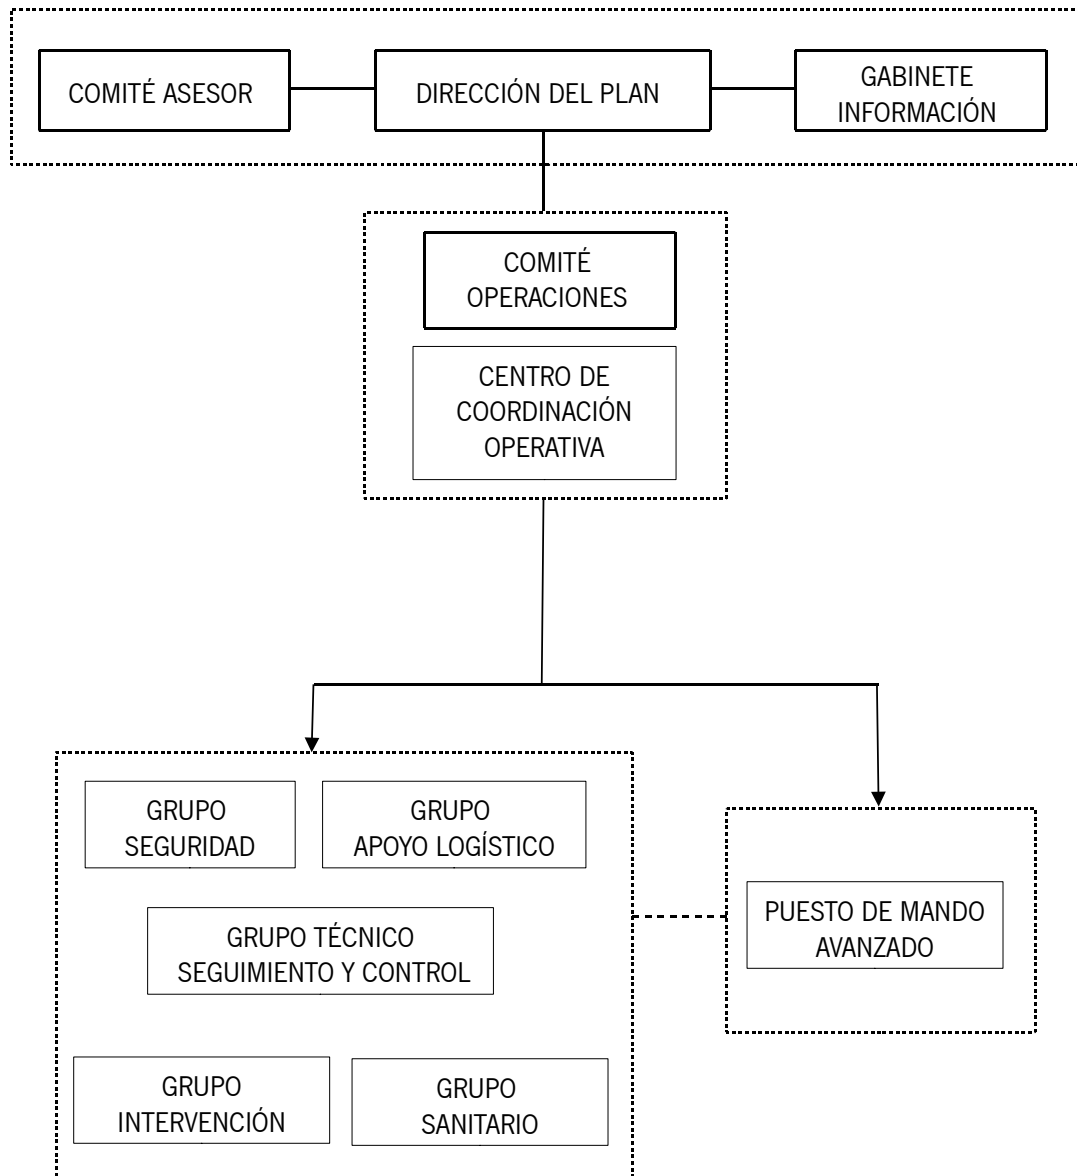 COMITÉ ASESOR
DIRECCIÓN DEL PLAN
GABINETE
INFORMACIÓN
COMITÉ
OPERACIONES
CENTRO DE
COORDINACIÓN
OPERATIVA
GRUPO
SEGURIDAD
GRUPO
APOYO LOGÍSTICO
GRUPO TÉCNICO
SEGUIMIENTO Y CONTROL
PUESTO DE MANDO
AVANZADO
GRUPO
INTERVENCIÓN
GRUPO
SANITARIO